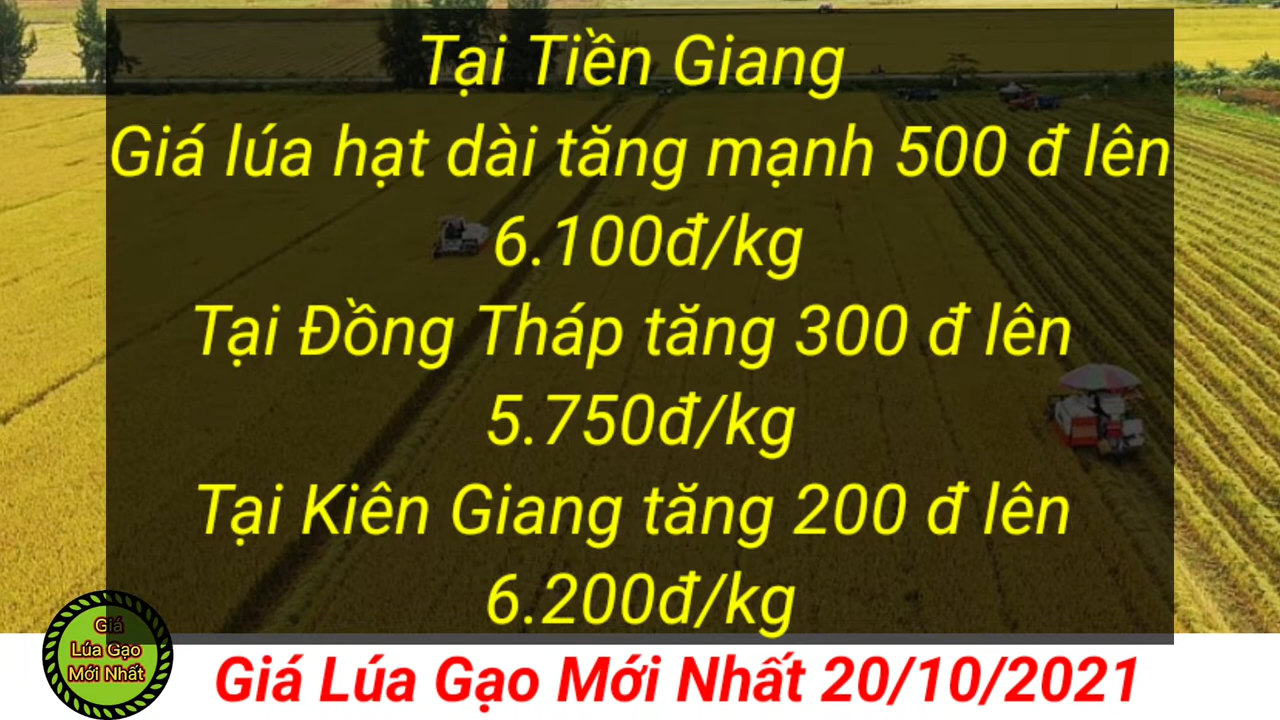 Tại Tiền Giang
Giá lúa hạt dài tăng mạnh 500 đ lên
6.100đ/kg
Tại Đồng Tháp tăng 300 đ lên
5.750đ/kg
Tại Kiên Giang tăng 200 đ lên
6.200đ/kg
Giá
Lúa Gạo
Mới Nhất
Giá Lúa Gạo Mới Nhất 20/10/2021